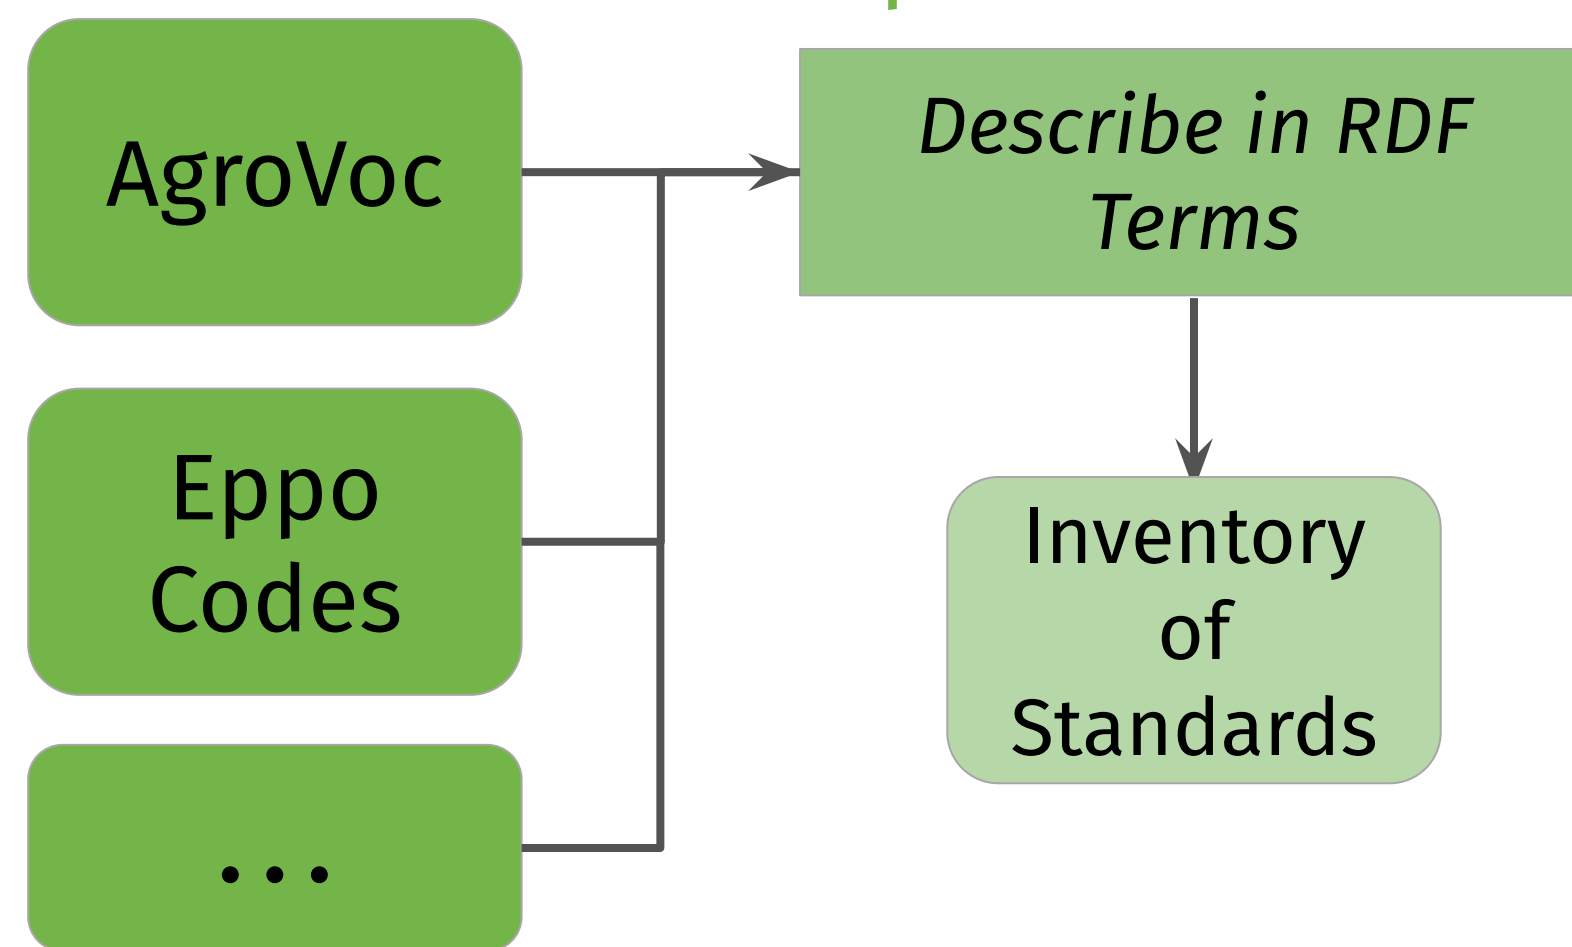 AgroVoc
Eppo
Codes
...
Describe in RDF
Terms
Inventory
of
Standards